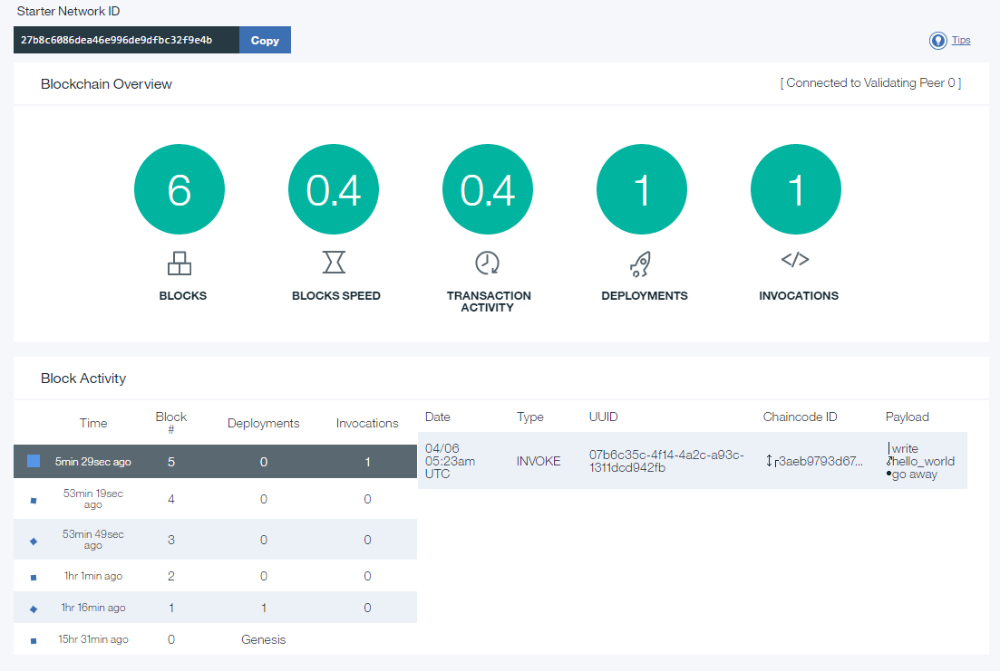 Starter Network ID
27b8c6086dea46e996de9dfbc32f9e4b Copy
Tips
Blockchain Overview
[ Connected to Validating Peer 0 ]
6 0.4 0.4 1 1
BLOCKS BLOCKS SPEED TRANSACTION ACTIVITY DEPLOYMENTS INVOCATIONS
Block Activity
Time Block # Deployments Invocations
5min 29sec ago 5 0 1
53min 19sec ago 4 0 0
53min 49sec ago 3 0 0
1hr 1min ago 2 0 0
1hr 16min ago 1 1 0
15hr 31min ago 0 Genesis
Date Type UUID Chaincode ID Payload
04/06 INVOKE 07b6c35c-4f14-4a2c-a93c- r3aeb9793d67... write
05:23am 1311dcd942fb hello_world
UTC go away